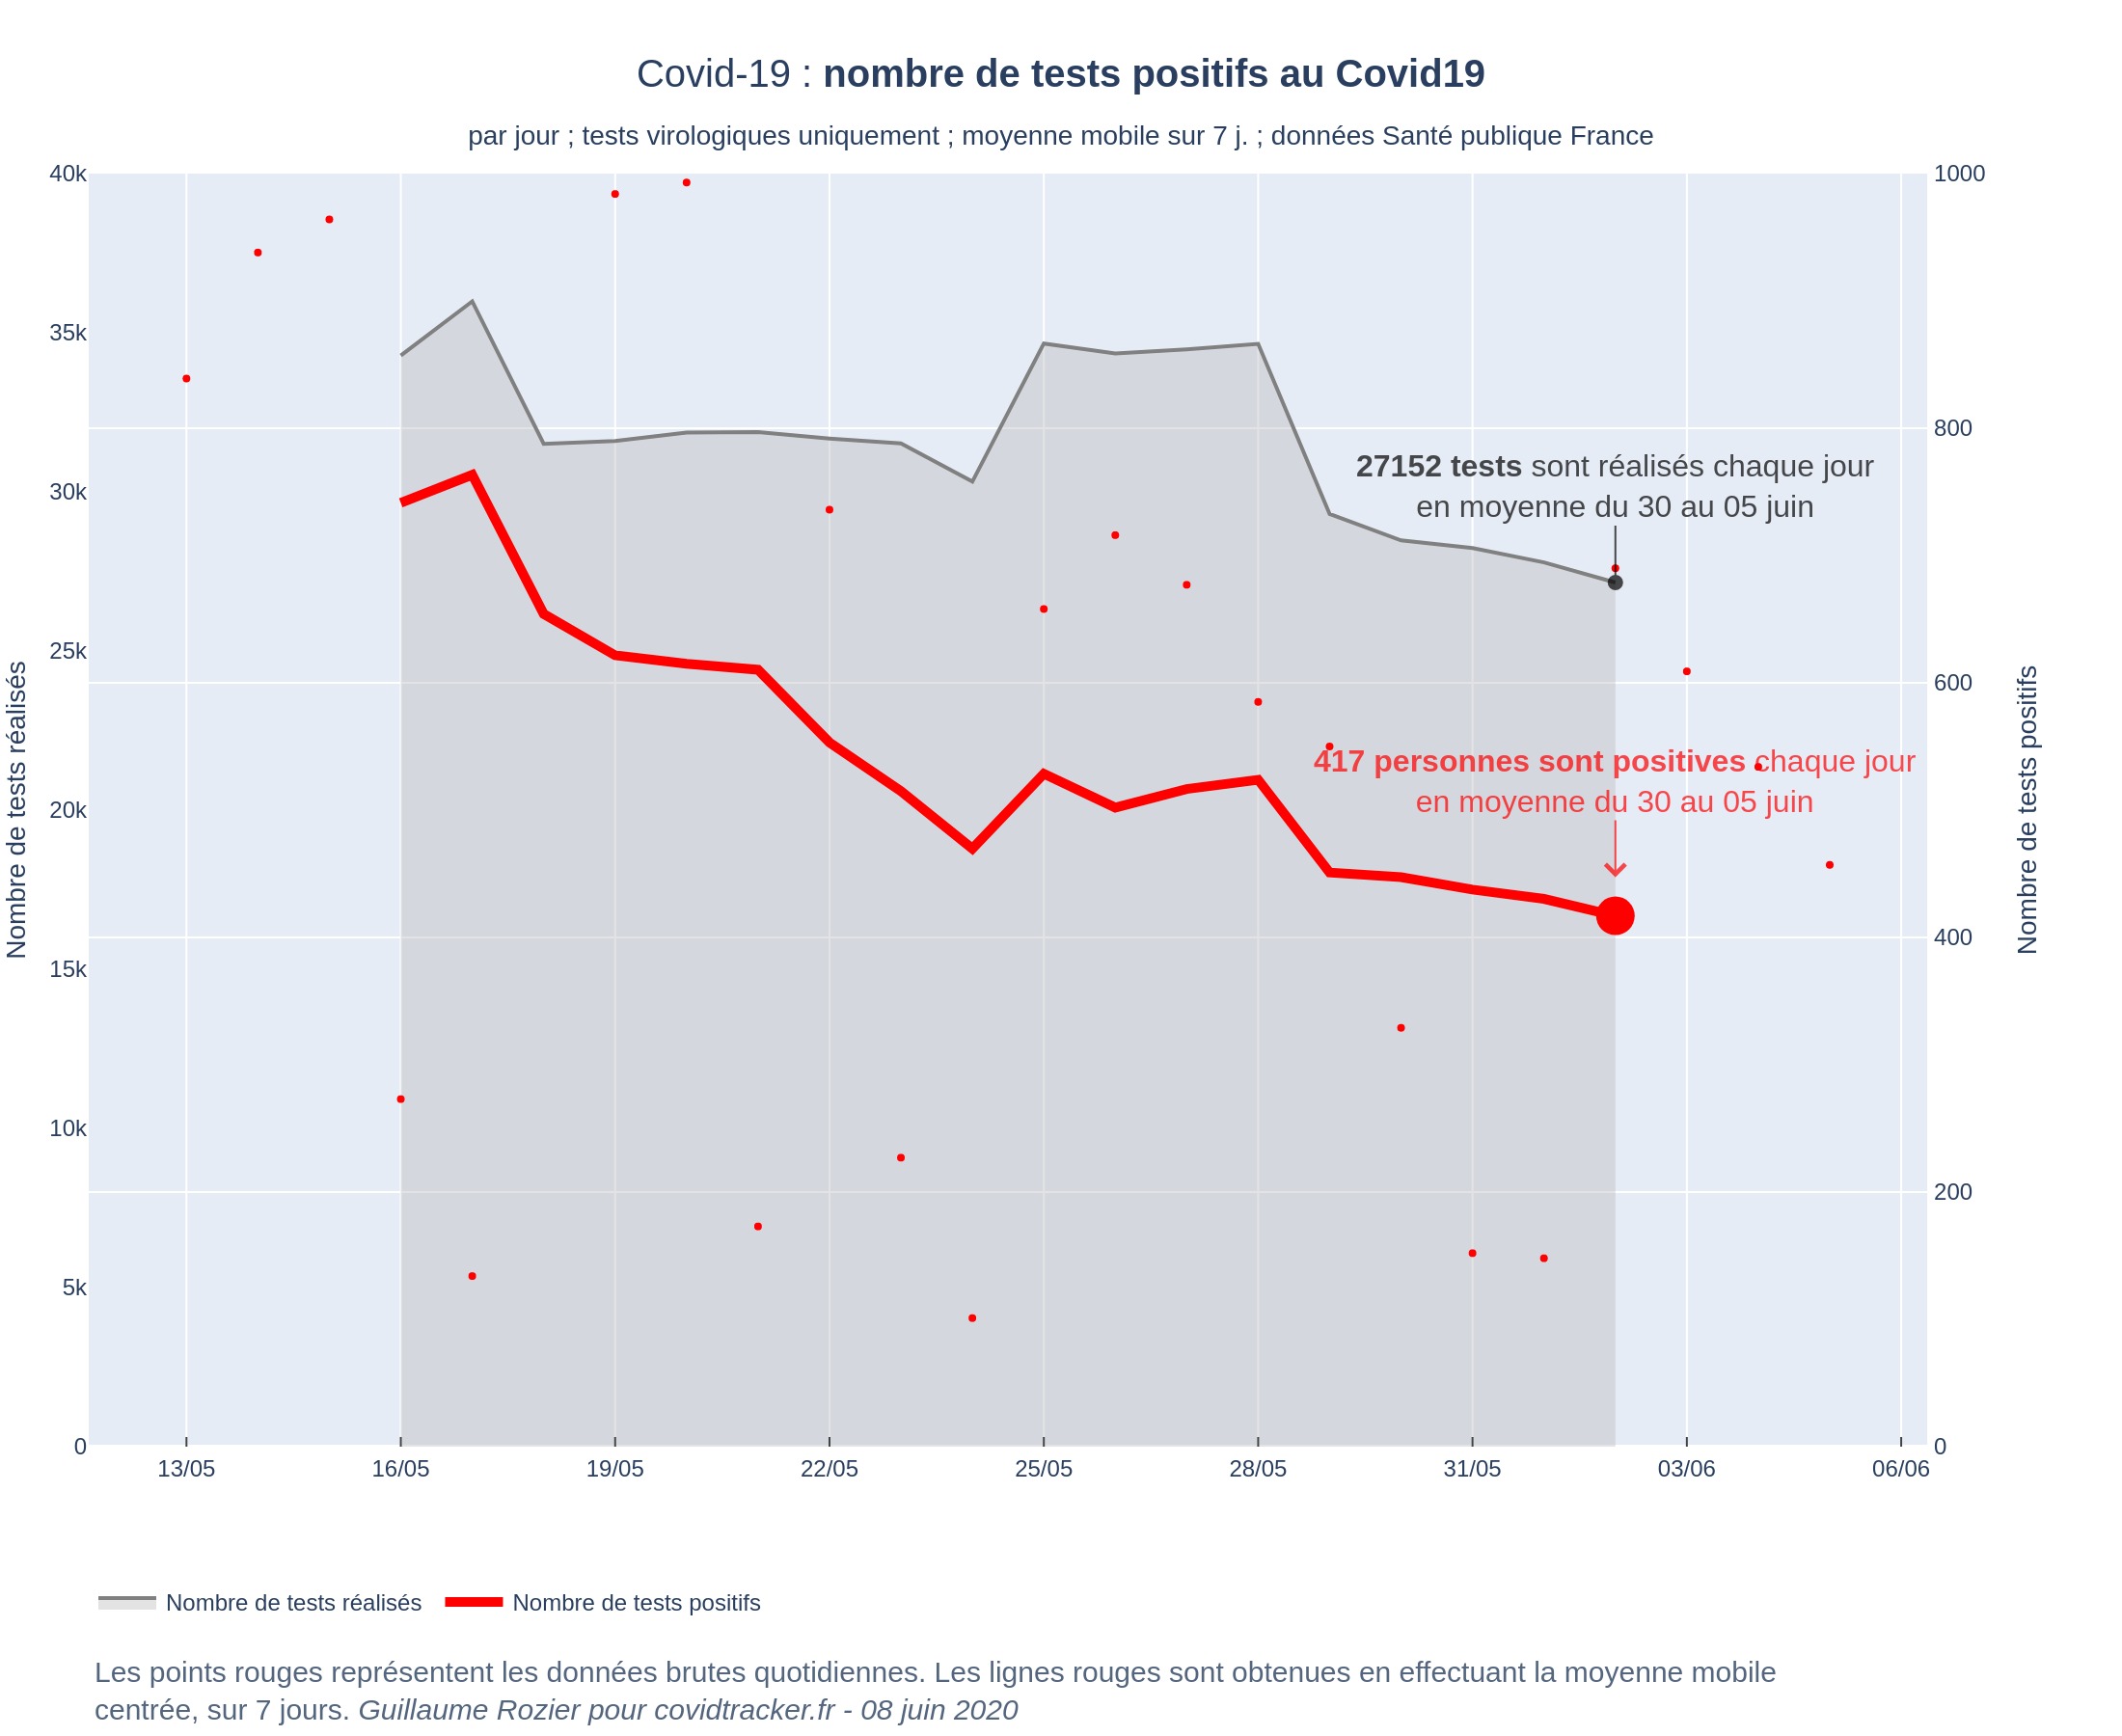 Covid-19 : nombre de tests positifs au Covid19
par jour ; tests virologiques uniquement ; moyenne mobile sur 7 j. ; données Santé publique France
40k
35k
30k
25k
20k
15k
10k
5k
0
Nombre de tests réalisés
1000
800
600
400
200
0
Nombre de tests positifs
27152 tests sont réalisés chaque jour
en moyenne du 30 au 05 juin
417 personnes sont positives chaque jour
en moyenne du 30 au 05 juin
13/05
16/05
19/05
22/05
25/05
28/05
31/05
03/06
06/06
Nombre de tests réalisés
Nombre de tests positifs
Les points rouges représentent les données brutes quotidiennes. Les lignes rouges sont obtenues en effectuant la moyenne mobile
centrée, sur 7 jours. Guillaume Rozier pour covidtracker.fr - 08 juin 2020